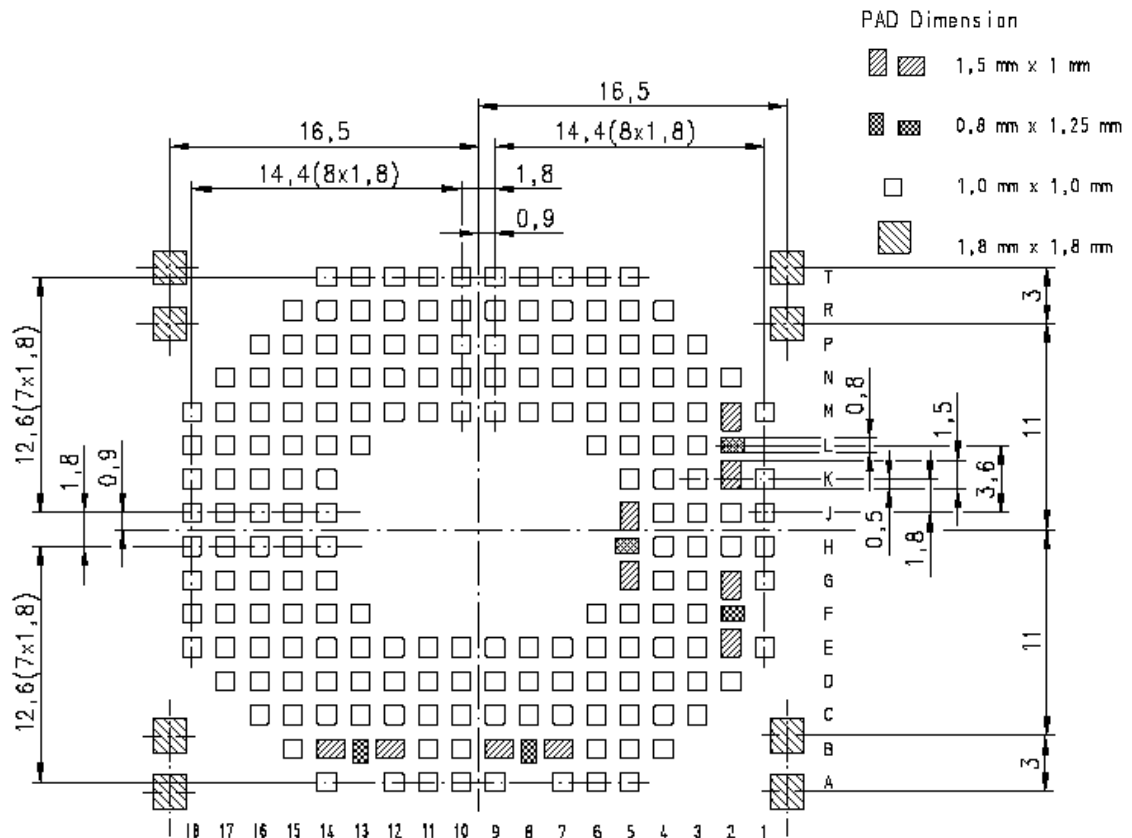 PAD Dimension
1,5 mm x 1 mm
0,8 mm x 1,25 mm
1,0 mm x 1,0 mm
1,8 mm x 1,8 mm
16,5
16,5
14,4(8x1,8)
14,4(8x1,8)
1,8
0,9
T
R
P
N
M
L
K
J
H
G
F
E
D
C
B
A
3
11
11
3
0,8
1,5
3,6
0,5
1,8
12,6(7x1,8)
0,9
1,8
12,6(7x1,8)
18 17 16 15 14 13 12 11 10 9 8 7 6 5 4 3 2 1